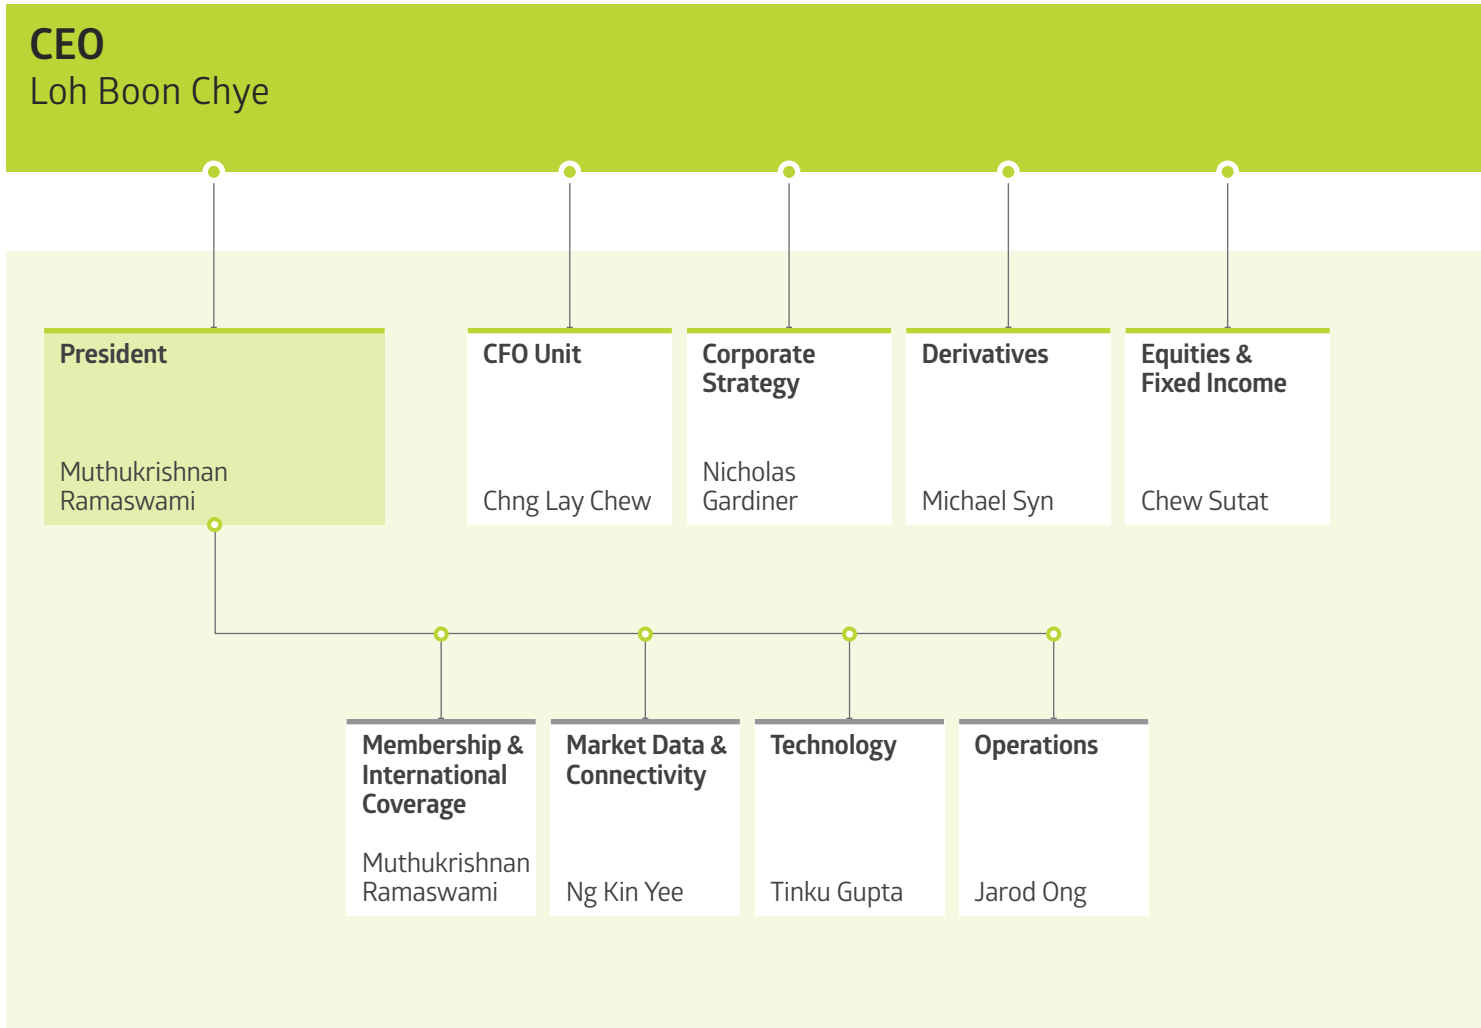 CEO
Loh Boon Chye
President
Muthukrishnan
Ramaswami
CFO Unit
Chng Lay Chew
Corporate
Strategy
Nicholas
Gardiner
Derivatives
Michael Syn
Equities &
Fixed Income
Chew Sutat
Membership &
International
Coverage
Muthukrishnan
Ramaswami
Market Data &
Connectivity
Ng Kin Yee
Technology
Tinku Gupta
Operations
Jarod Ong